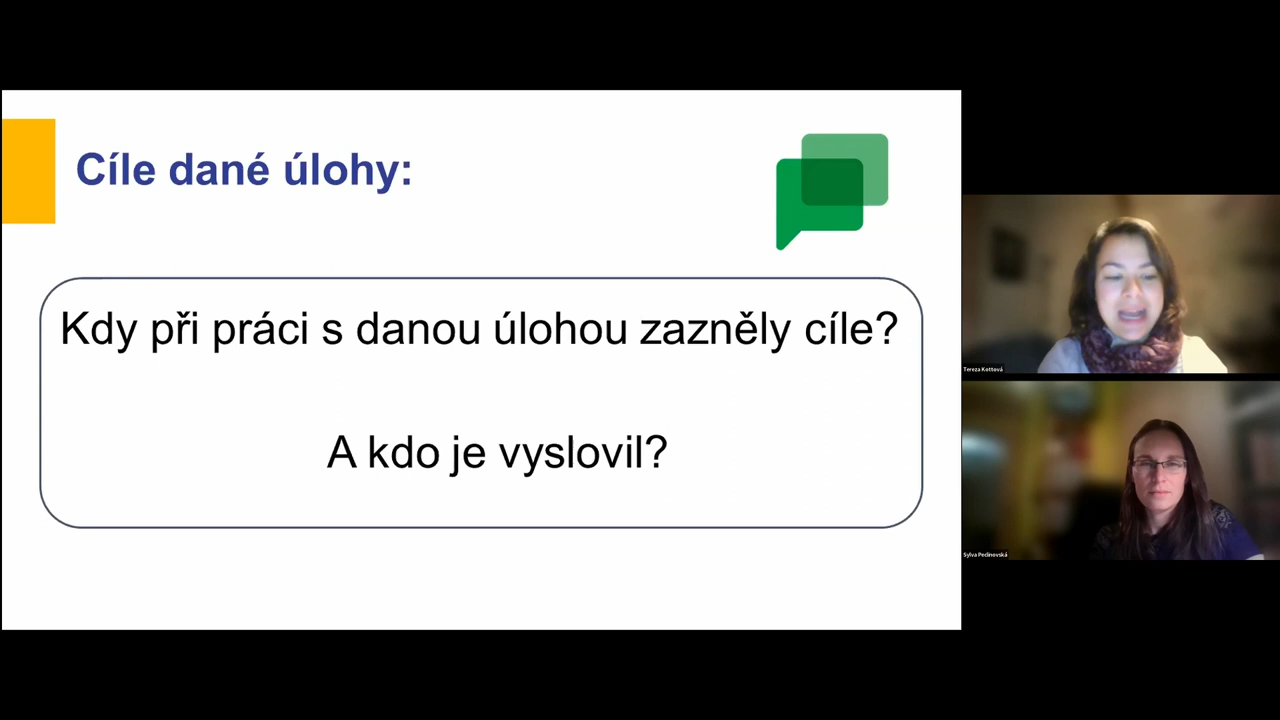 Cíle dané úlohy:
Kdy při práci s danou úlohou zazněly cíle?
A kdo je vyslovil?
Tereza Kottová
Sylva Pecinovská